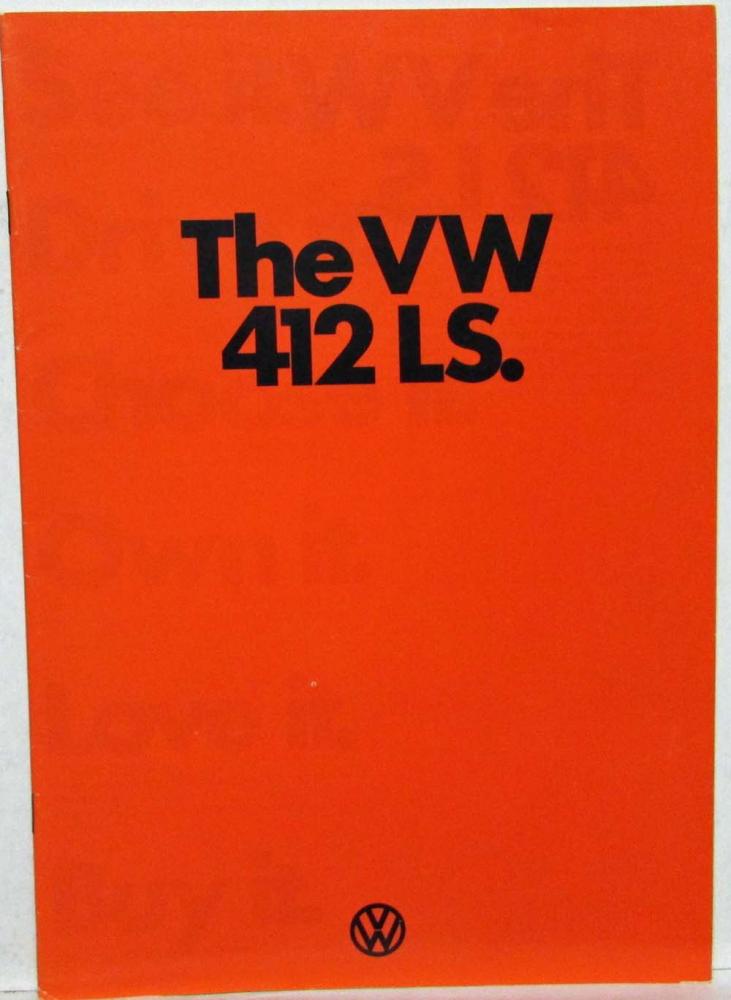 The VW
412 LS.